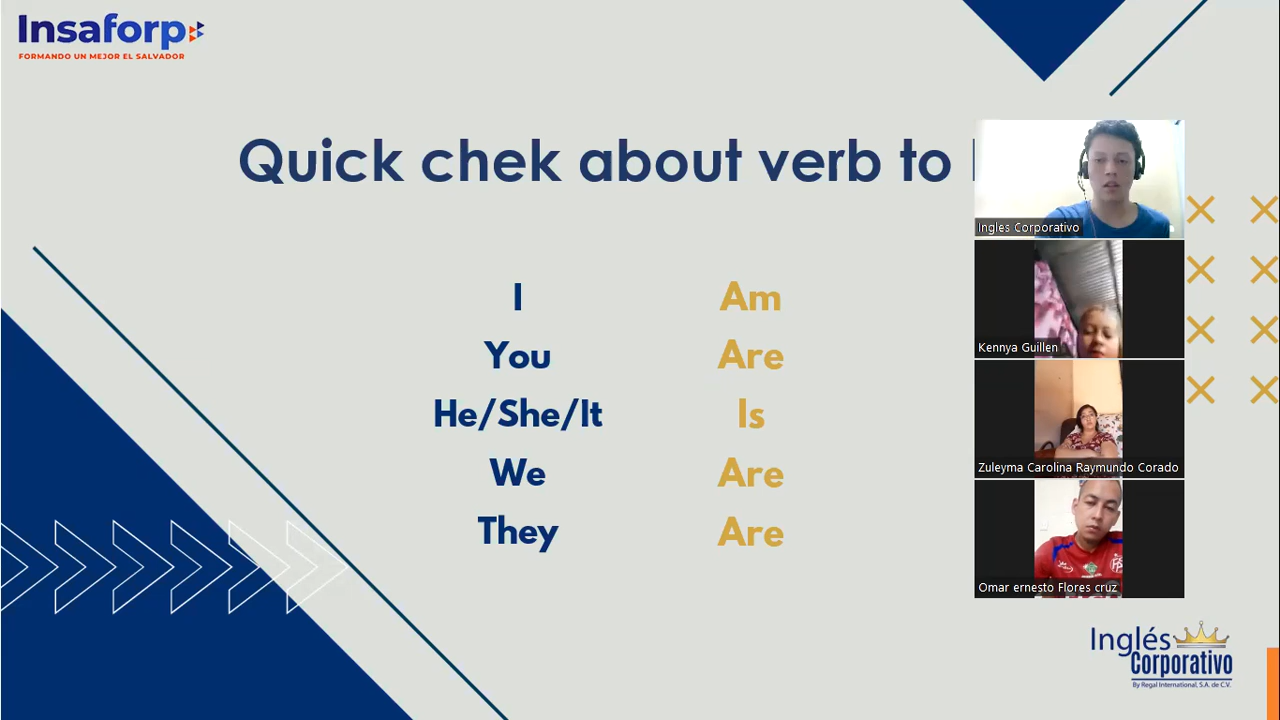 Insaforp
FORMANDO UN MEJOR EL SALVADOR
Quick chek about verb to
I Am
You Are
He/She/It Is
We Are
They Are
Ingles Corporativo
Kennya Guillen
Zuleyma Carolina Raymundo Corado
Omar ernesto Flores cruz
Inglés
Corporativo
By Regal International, S.A. de C.V.